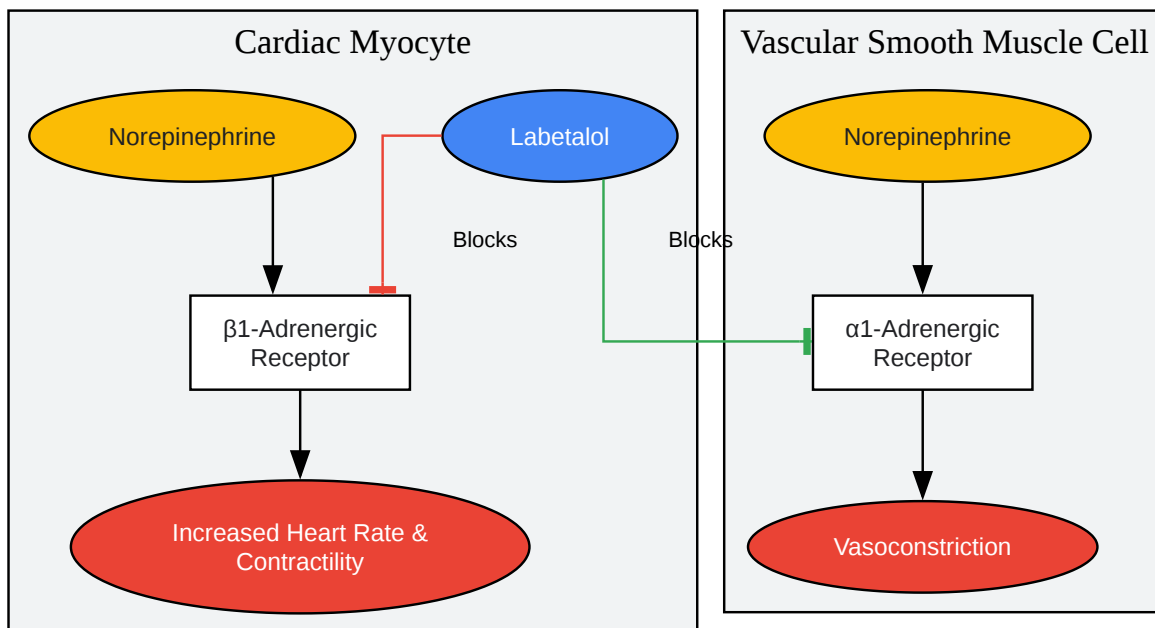 Cardiac Myocyte
Vascular Smooth Muscle Cell
Norepinephrine
Labetalol
Norepinephrine
Blocks
Blocks
β1-Adrenergic
Receptor
α1-Adrenergic
Receptor
Increased Heart Rate &
Contractility
Vasoconstriction